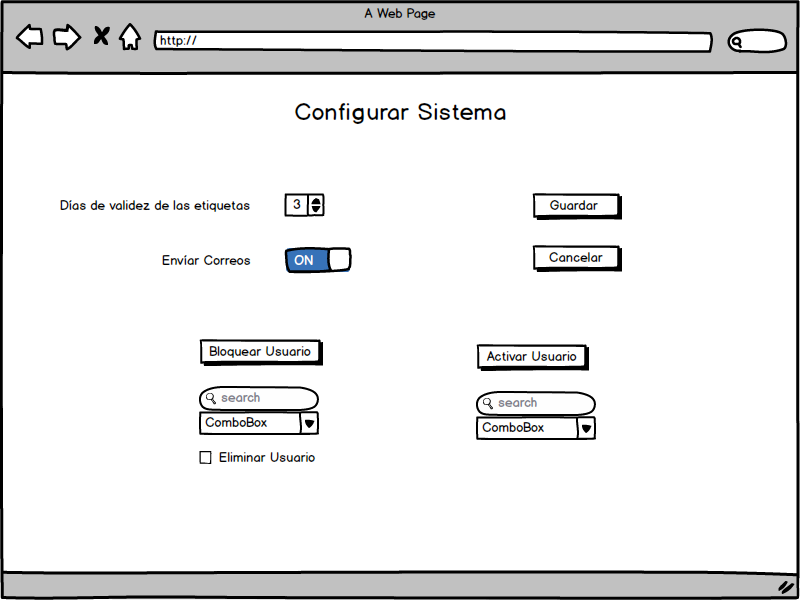 A Web Page
http://
Configurar Sistema
Días de validez de las etiquetas
3
Guardar
Envíar Correos
ON
Cancelar
Bloquear Usuario
Activar Usuario
search
search
ComboBox
ComboBox
Eliminar Usuario